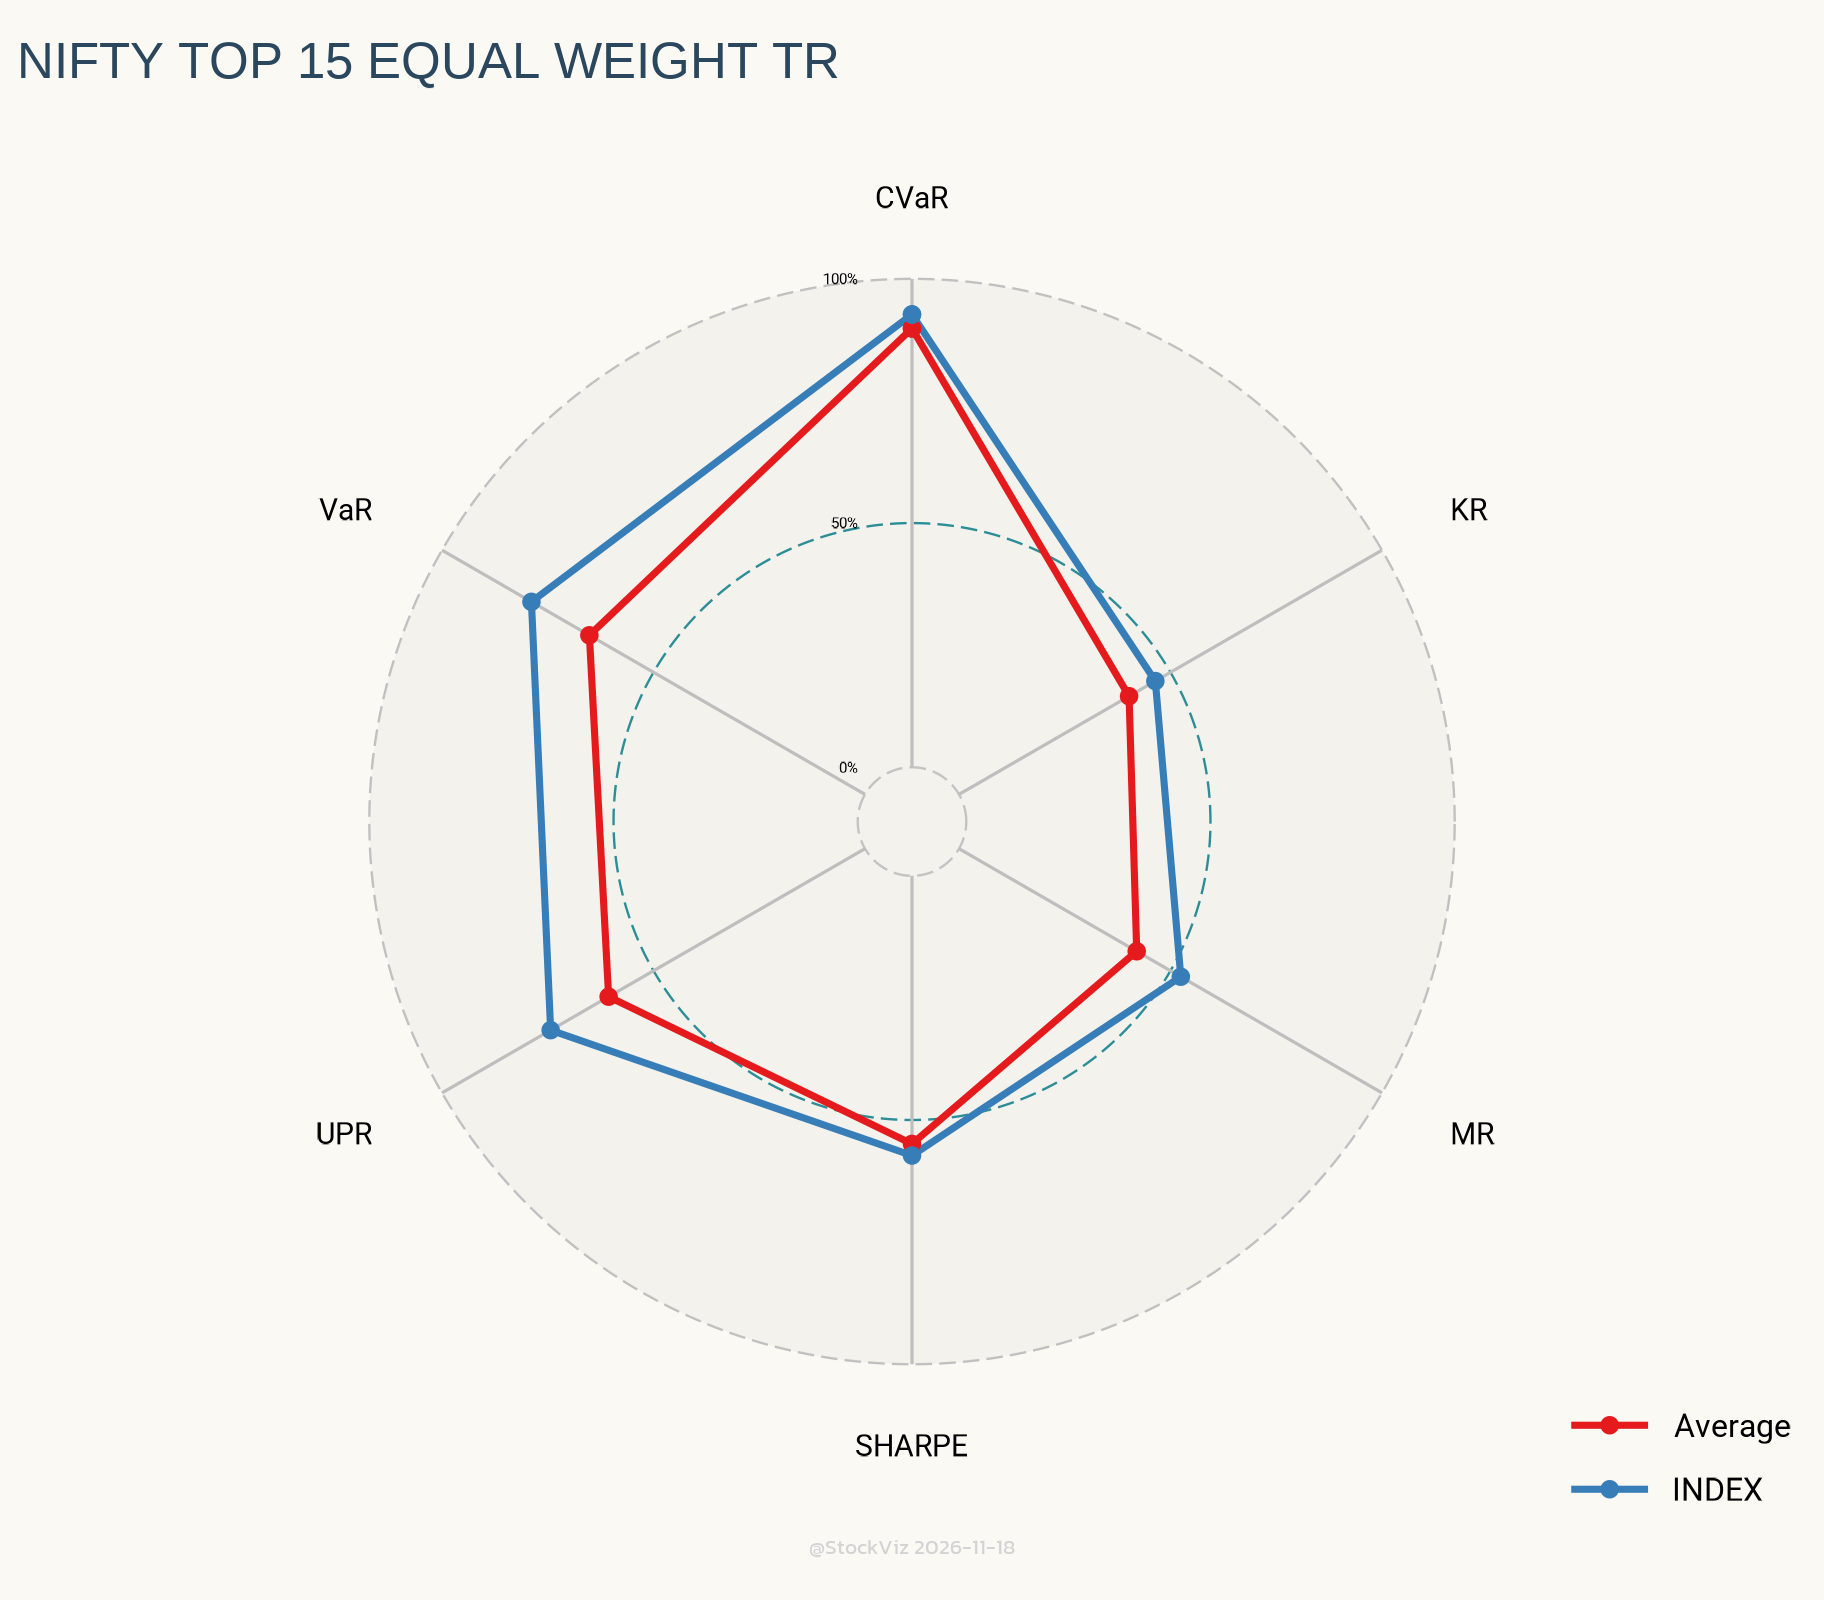 NIFTY TOP 15 EQUAL WEIGHT TR
CVaR
100%
VaR
KR
50%
0%
UPR
MR
SHARPE
Average
INDEX
@StockViz 2026-11-18